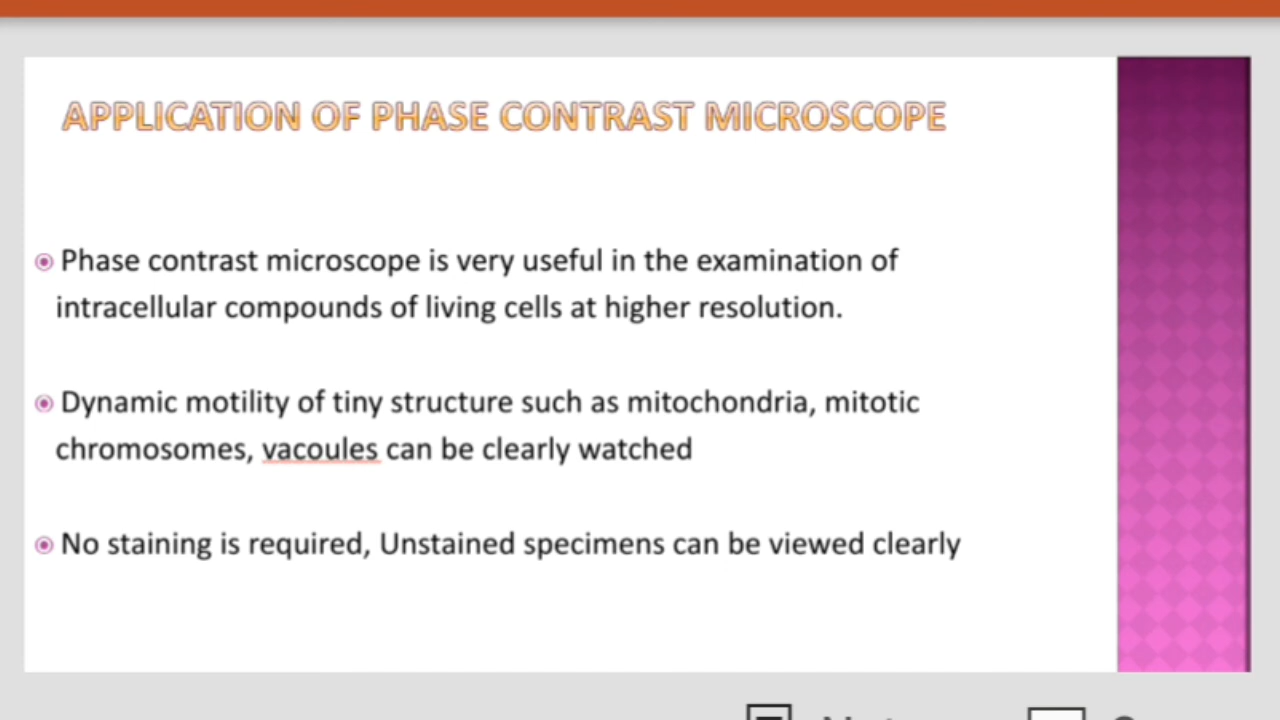 APPLICATION OF PHASE CONTRAST MICROSCOPE
Phase contrast microscope is very useful in the examination of
intracellular compounds of living cells at higher resolution.
Dynamic motility of tiny structure such as mitochondria, mitotic
chromosomes, vacoules can be clearly watched
No staining is required, Unstained specimens can be viewed clearly